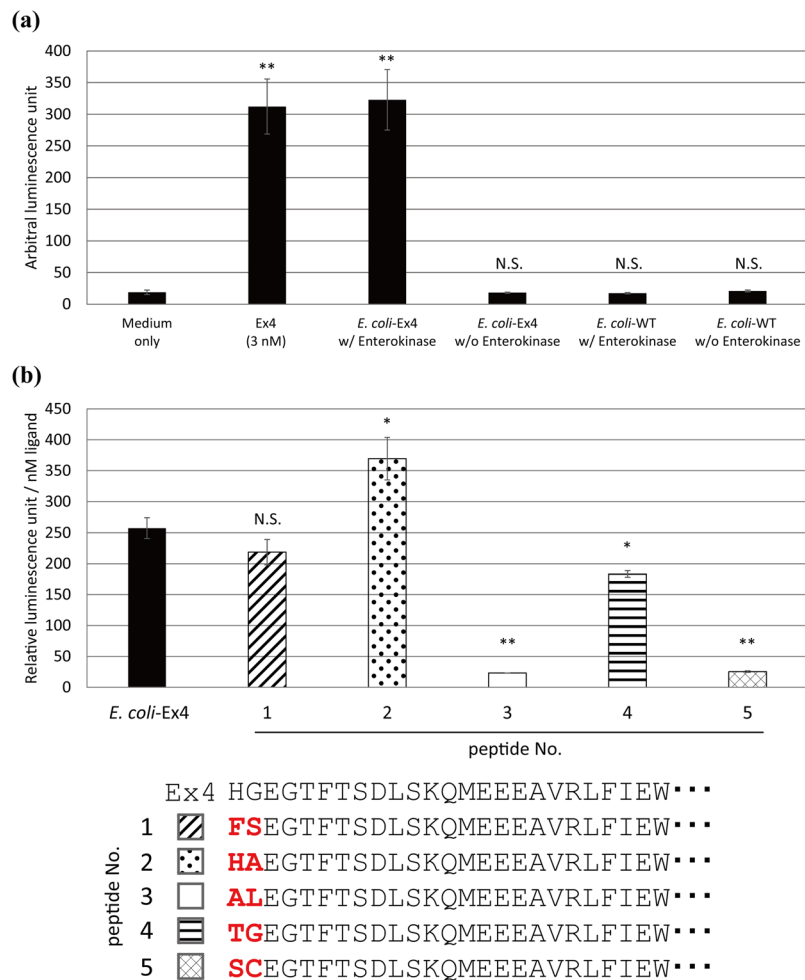 (a)
Arbitral luminescence unit
400
350
300
250
200
150
100
50
0
**
**
N.S.
N.S.
N.S.
Medium only
Ex4 (3 nM)
E. coli-Ex4 w/ Enterokinase
E. coli-Ex4 w/o Enterokinase
E. coli-WT w/ Enterokinase
E. coli-WT w/o Enterokinase
(b)
Relative luminescence unit / nM ligand
450
400
350
300
250
200
150
100
50
0
N.S.
*
**
*
**
E. coli-Ex4 1 2 3 4 5
peptide No.
Ex4 HGEGTFTSDLSKQMEEEAVRLFIEW···
peptide No.
1 FSEGTFTSDLSKQMEEEAVRLFIEW···
2 HAEGTFTSDLSKQMEEEAVRLFIEW···
3 ALEGTFTSDLSKQMEEEAVRLFIEW···
4 TGEGTFTSDLSKQMEEEAVRLFIEW···
5 SCEGTFTSDLSKQMEEEAVRLFIEW···